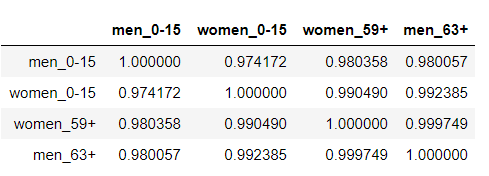 men_0-15 women_0-15 women_59+ men_63+
men_0-15 1.000000 0.974172 0.980358 0.980057
women_0-15 0.974172 1.000000 0.990490 0.992385
women_59+ 0.980358 0.990490 1.000000 0.999749
men_63+ 0.980057 0.992385 0.999749 1.000000